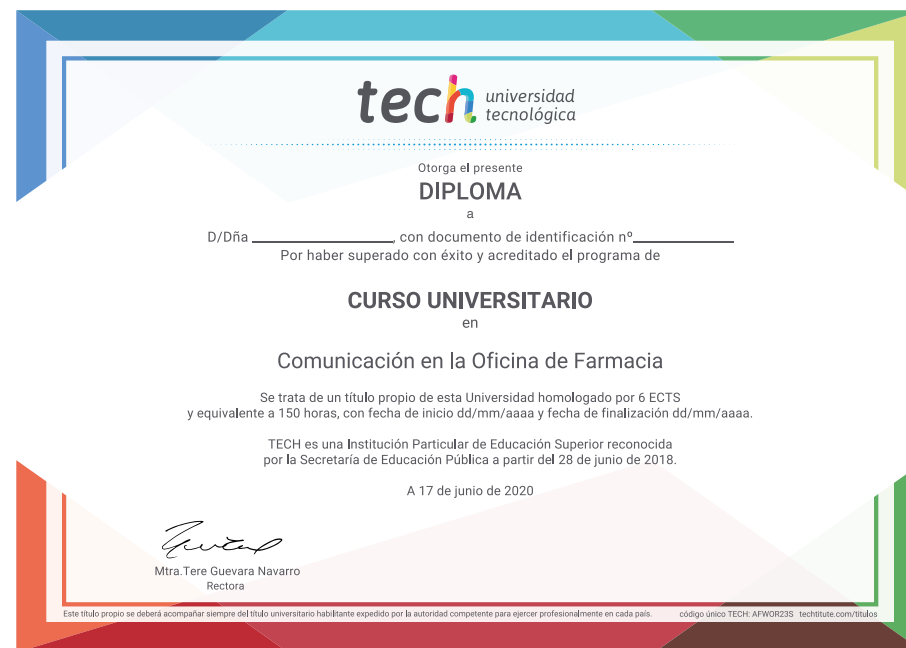 tech universidad
tecnológica
Otorga el presente
DIPLOMA
a
D/Dña ____________________, con documento de identificación nº______________
Por haber superado con éxito y acreditado el programa de
CURSO UNIVERSITARIO
en
Comunicación en la Oficina de Farmacia
Se trata de un título propio de esta Universidad homologado por 6 ECTS
y equivalente a 150 horas, con fecha de inicio dd/mm/aaaa y fecha de finalización dd/mm/aaaa.
TECH es una Institución Particular de Educación Superior reconocida
por la Secretaría de Educación Pública a partir del 28 de junio de 2018.
A 17 de junio de 2020
Mtra.Tere Guevara Navarro
Rectora
Este título propio se deberá acompañar siempre del título universitario habilitante expedido por la autoridad competente para ejercer profesionalmente en cada país. código único TECH: AFWOR23S techtitute.com/títulos